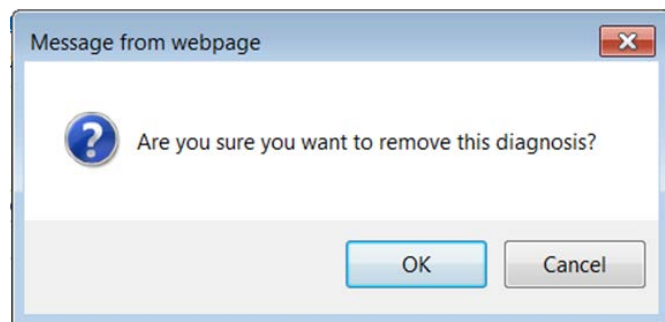 Message from webpage
Are you sure you want to remove this diagnosis?
OK
Cancel